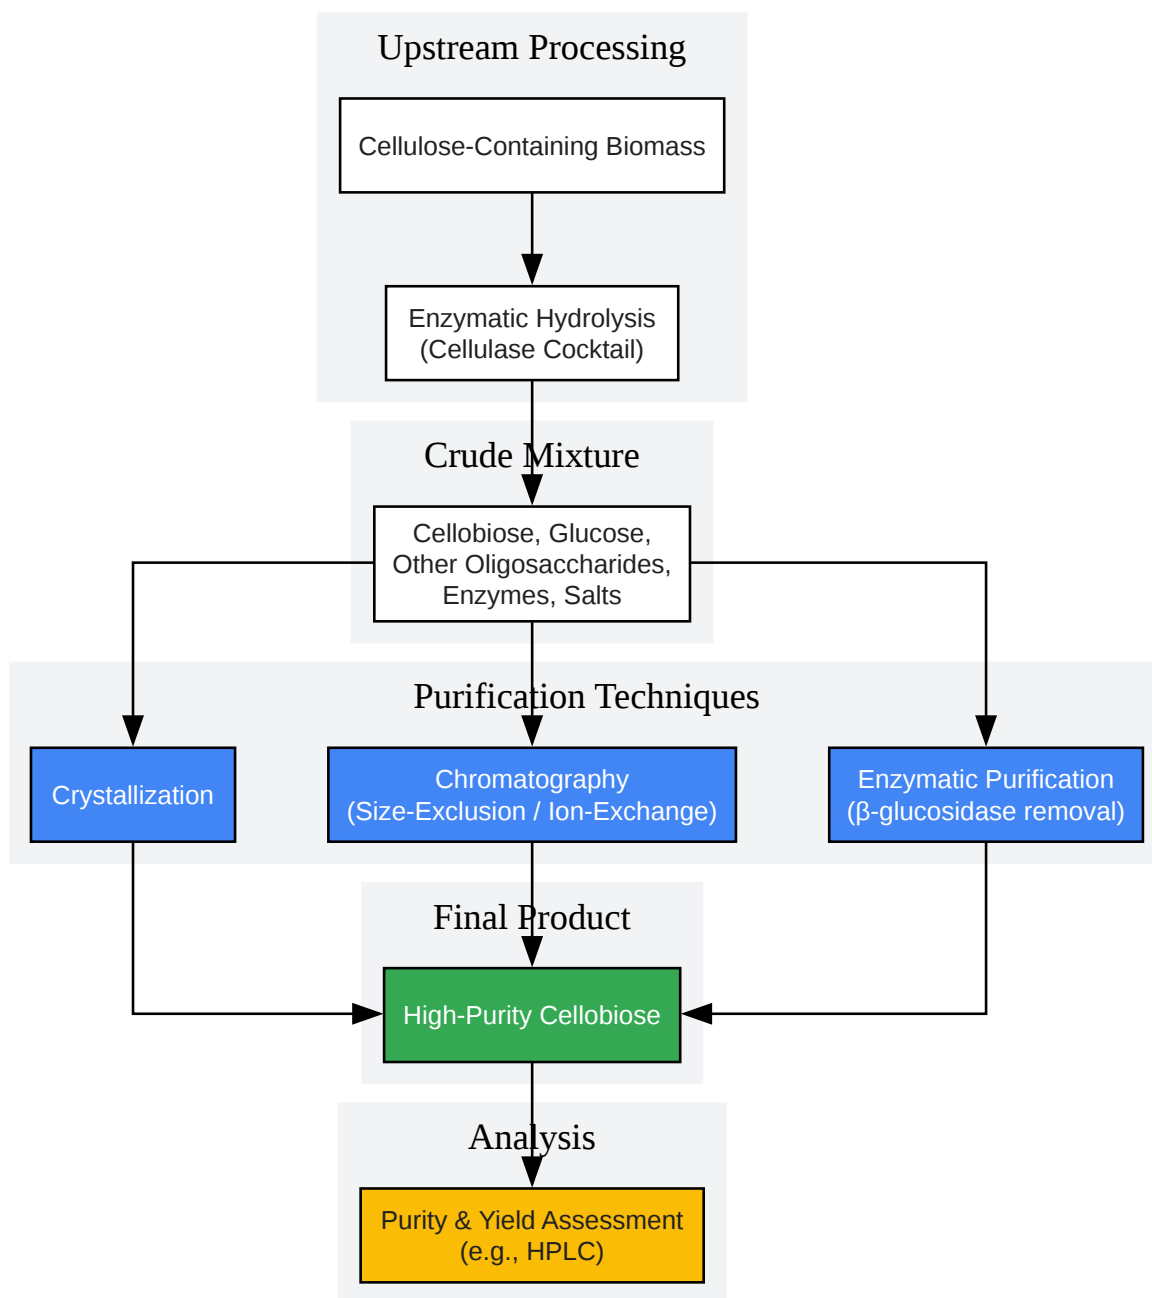 Upstream Processing
Cellulose-Containing Biomass
Enzymatic Hydrolysis
(Cellulase Cocktail)
Crude Mixture
Cellobiose, Glucose,
Other Oligosaccharides,
Enzymes, Salts
Purification Techniques
Crystallization
Chromatography
(Size-Exclusion / Ion-Exchange)
Enzymatic Purification
(β-glucosidase removal)
Final Product
High-Purity Cellobiose
Analysis
Purity & Yield Assessment
(e.g., HPLC)